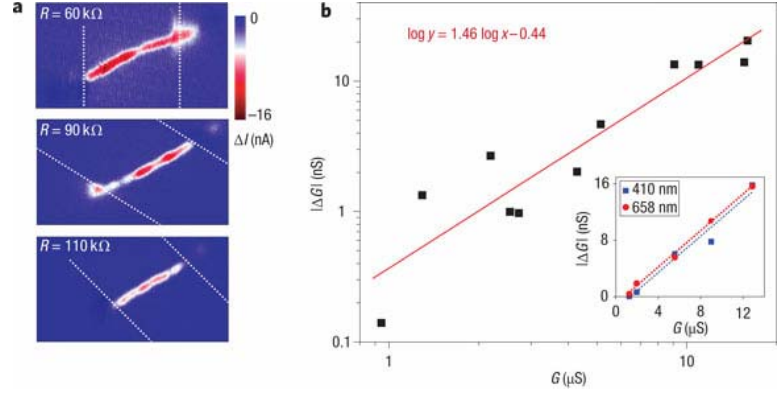 a
R = 60 kΩ
0
−16
ΔI (nA)
R = 90 kΩ
R = 110 kΩ
b
log y = 1.46 log x−0.44
10
1
0.1
|ΔG| (nS)
1
10
G (μS)
410 nm
658 nm
16
8
0
|ΔG| (nS)
0
4
8
12
G (μS)